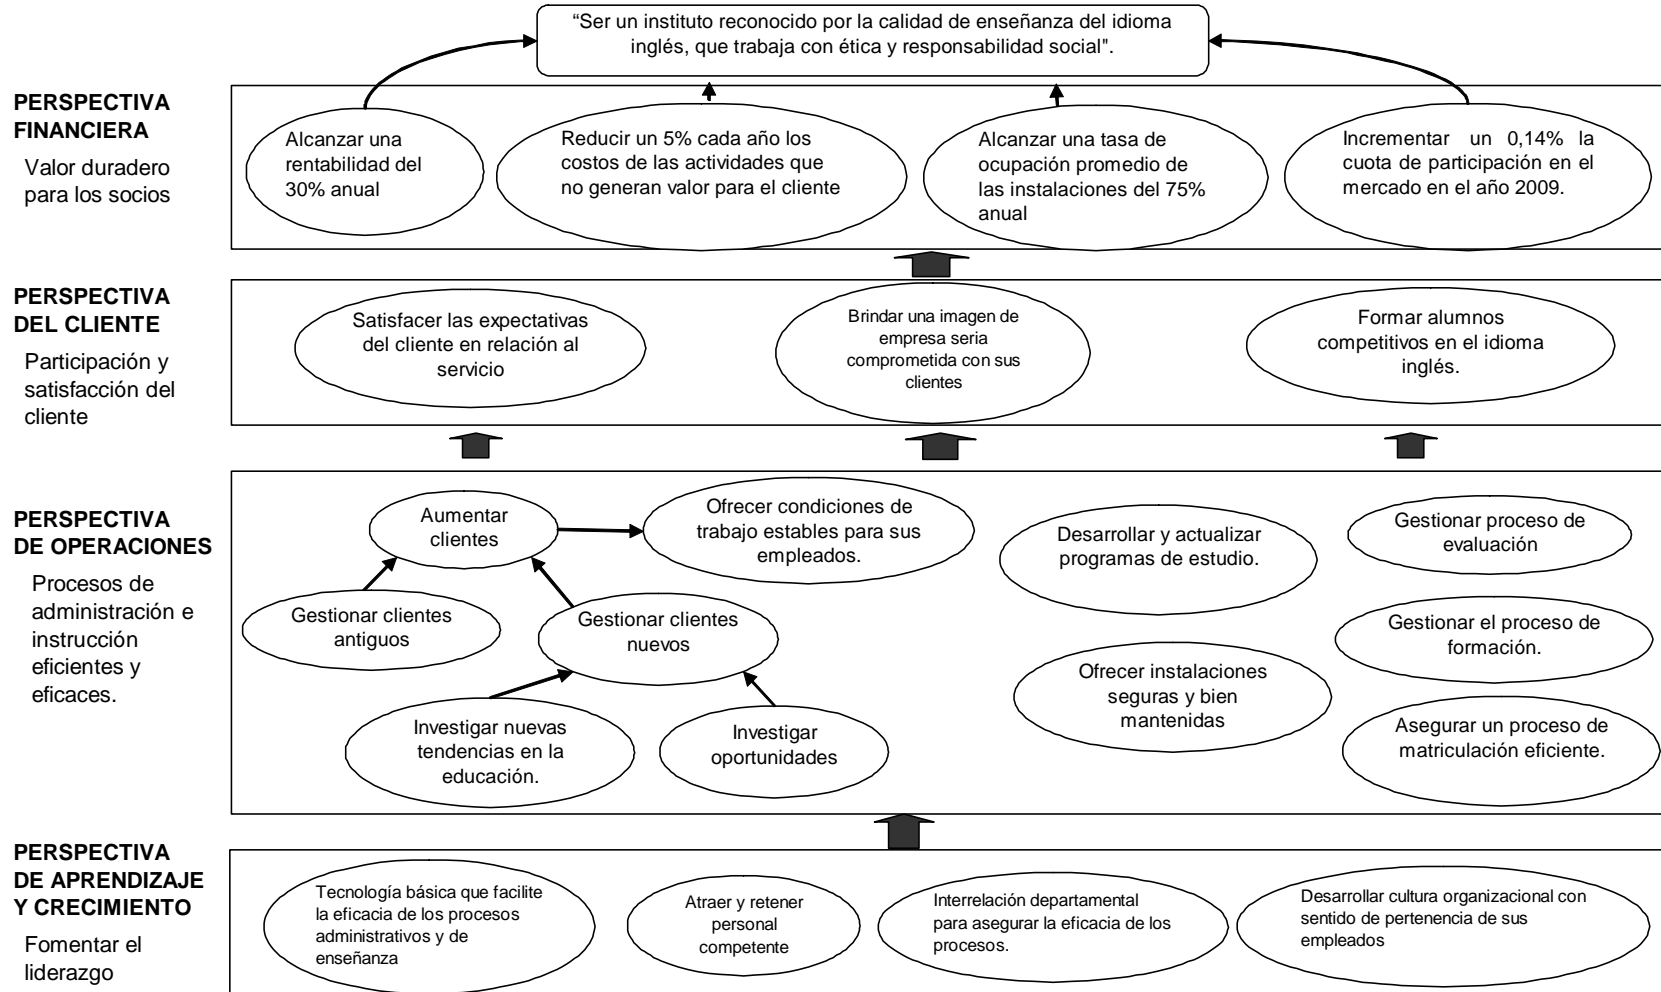 “Ser un instituto reconocido por la calidad de enseñanza del idioma
inglés, que trabaja con ética y responsabilidad social".
PERSPECTIVA
FINANCIERA
Valor duradero
para los socios
Alcanzar una
rentabilidad del
30% anual
Reducir un 5% cada año los
costos de las actividades que
no generan valor para el cliente
Alcanzar una tasa de
ocupación promedio de
las instalaciones del 75%
anual
Incrementar un 0,14% la
cuota de participación en el
mercado en el año 2009.
PERSPECTIVA
DEL CLIENTE
Participación y
satisfacción del
cliente
Satisfacer las expectativas
del cliente en relación al
servicio
Brindar una imagen de
empresa seria
comprometida con sus
clientes
Formar alumnos
competitivos en el idioma
inglés.
PERSPECTIVA
DE OPERACIONES
Procesos de
administración e
instrucción
eficientes y
eficaces.
Aumentar
clientes
Ofrecer condiciones de
trabajo estables para sus
empleados.
Desarrollar y actualizar
programas de estudio.
Gestionar proceso de
evaluación
Gestionar clientes
antiguos
Gestionar clientes
nuevos
Gestionar el proceso de
formación.
Ofrecer instalaciones
seguras y bien
mantenidas
Investigar nuevas
tendencias en la
educación.
Investigar
oportunidades
Asegurar un proceso de
matriculación eficiente.
PERSPECTIVA
DE APRENDIZAJE
Y CRECIMIENTO
Fomentar el
liderazgo
Tecnología básica que facilite
la eficacia de los procesos
administrativos y de
enseñanza
Atraer y retener
personal
competente
Interrelación departamental
para asegurar la eficacia de los
procesos.
Desarrollar cultura organizacional con
sentido de pertenencia de sus
empleados